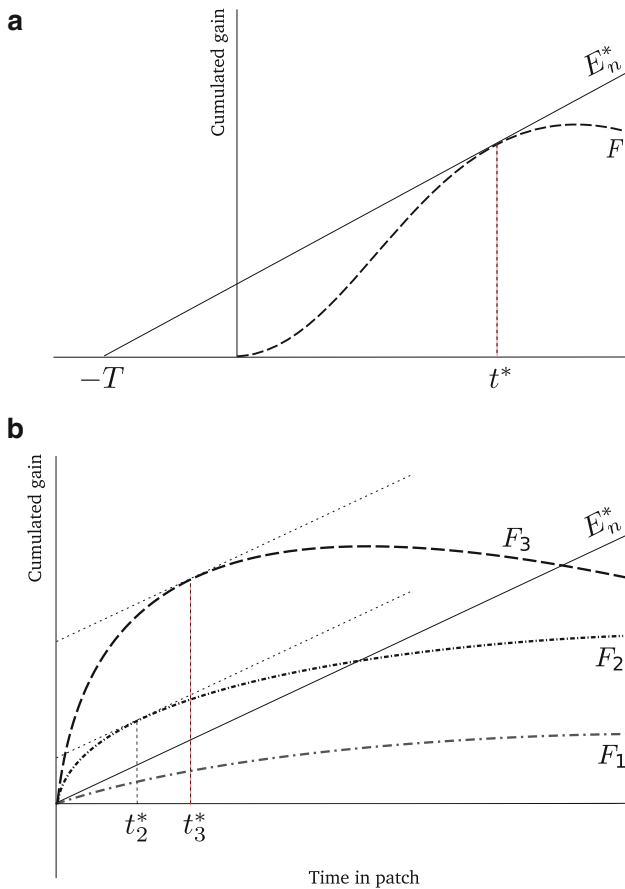 a
Cumulated gain
E*n
F
−T
t*
b
Cumulated gain
E*n
F3
F2
F1
t*2
t*3
Time in patch